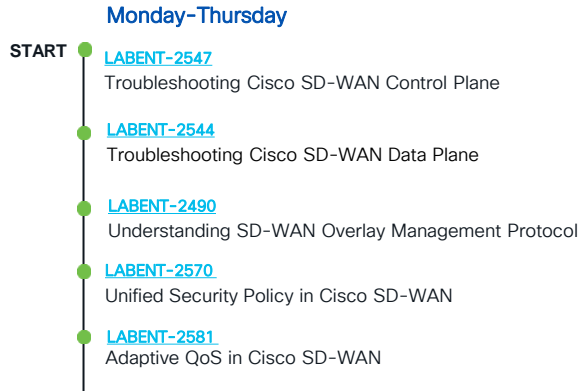 Monday-Thursday
START
LABENT-2547
Troubleshooting Cisco SD-WAN Control Plane
LABENT-2544
Troubleshooting Cisco SD-WAN Data Plane
LABENT-2490
Understanding SD-WAN Overlay Management Protocol
LABENT-2570
Unified Security Policy in Cisco SD-WAN
LABENT-2581
Adaptive QoS in Cisco SD-WAN